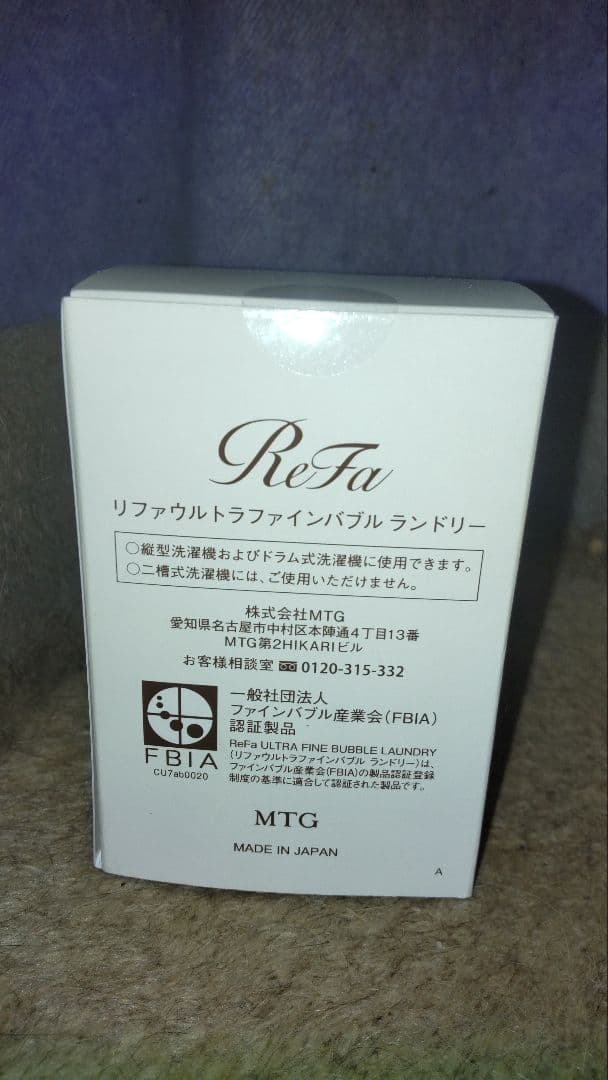 ReFa
リファウルトラファインバブル ランドリー
○縦型洗濯機およびドラム式洗濯機に使用できます。
○二槽式洗濯機には、ご使用いただけません。
株式会社MTG
愛知県名古屋市中村区本陣通4丁目13番
MTG第2HIKARIビル
お客様相談室 0120-315-332
FBIA
CU7ab0020
一般社団法人
ファインバブル産業会(FBIA)
認証製品
ReFa ULTRA FINE BUBBLE LAUNDRY
(リファウルトラファインバブル ランドリー)は、
ファインバブル産業会(FBIA)の製品認証登録
制度の基準に適合して認証された製品です。
MTG
MADE IN JAPAN
A